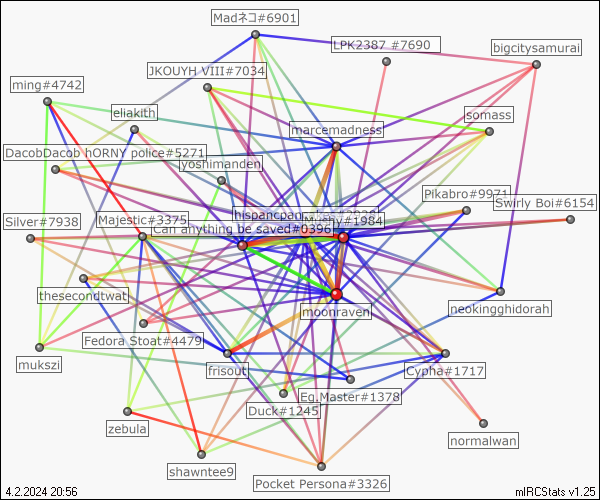 Madネコ#6901
LPK2387 #7690
bigcitysamurai
JKOUYH VIII#7034
ming#4742
eliakith
somass
marcemadness
DacobDacob hORNY police#5271
yoshimanden
Pikabro#9971
Swirly Boi#6154
Silver#7938
Majestic#3375
#1984
Can anything be saved#0396
thesecondtwat
moonraven
neokingghidorah
Fedora Stoat#4479
mukszi
frisout
Cypha#1717
Eg.Master#1378
Duck#1245
zebula
normalwan
shawntee9
Pocket Persona#3326
4.2.2024 20:56
mIRCStats v1.25